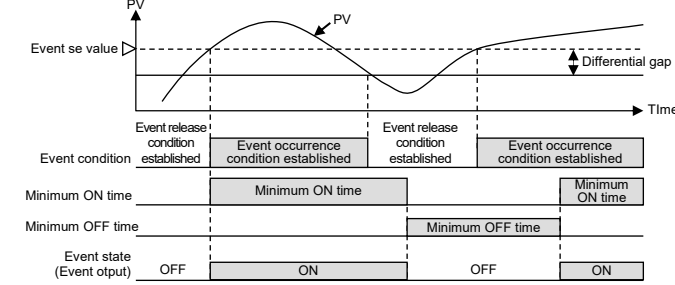 PV
PV
Event se value
Differential gap
TIme
Event release
condition
established
Event release
condition
established
Event condition
Event occurrence
condition established
Event occurrence
condition established
Minimum ON time
Minimum ON time
Minimum
ON time
Minimum OFF time
Minimum OFF time
Event state
(Event otput)
OFF
ON
OFF
ON